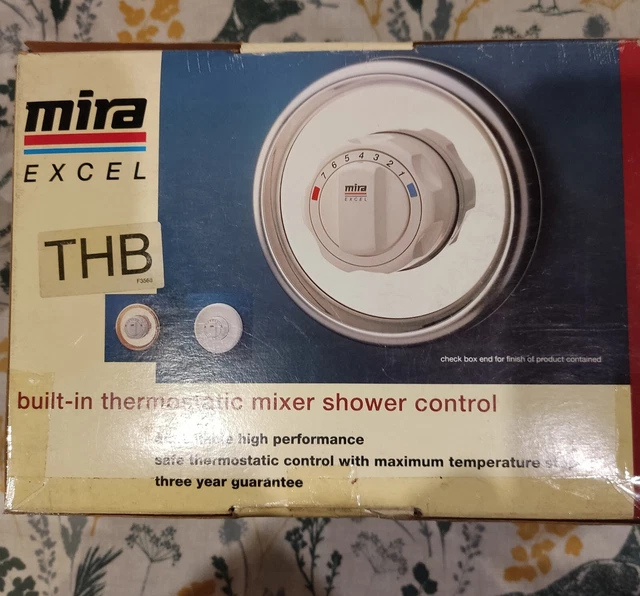 mira
EXCEL
THB
F3566
7 6 5 4 3 2 1
mira
EXCEL
check box end for finish of product contained
built-in thermostatic mixer shower control
high performance
safe thermostatic control with maximum temperature
three year guarantee